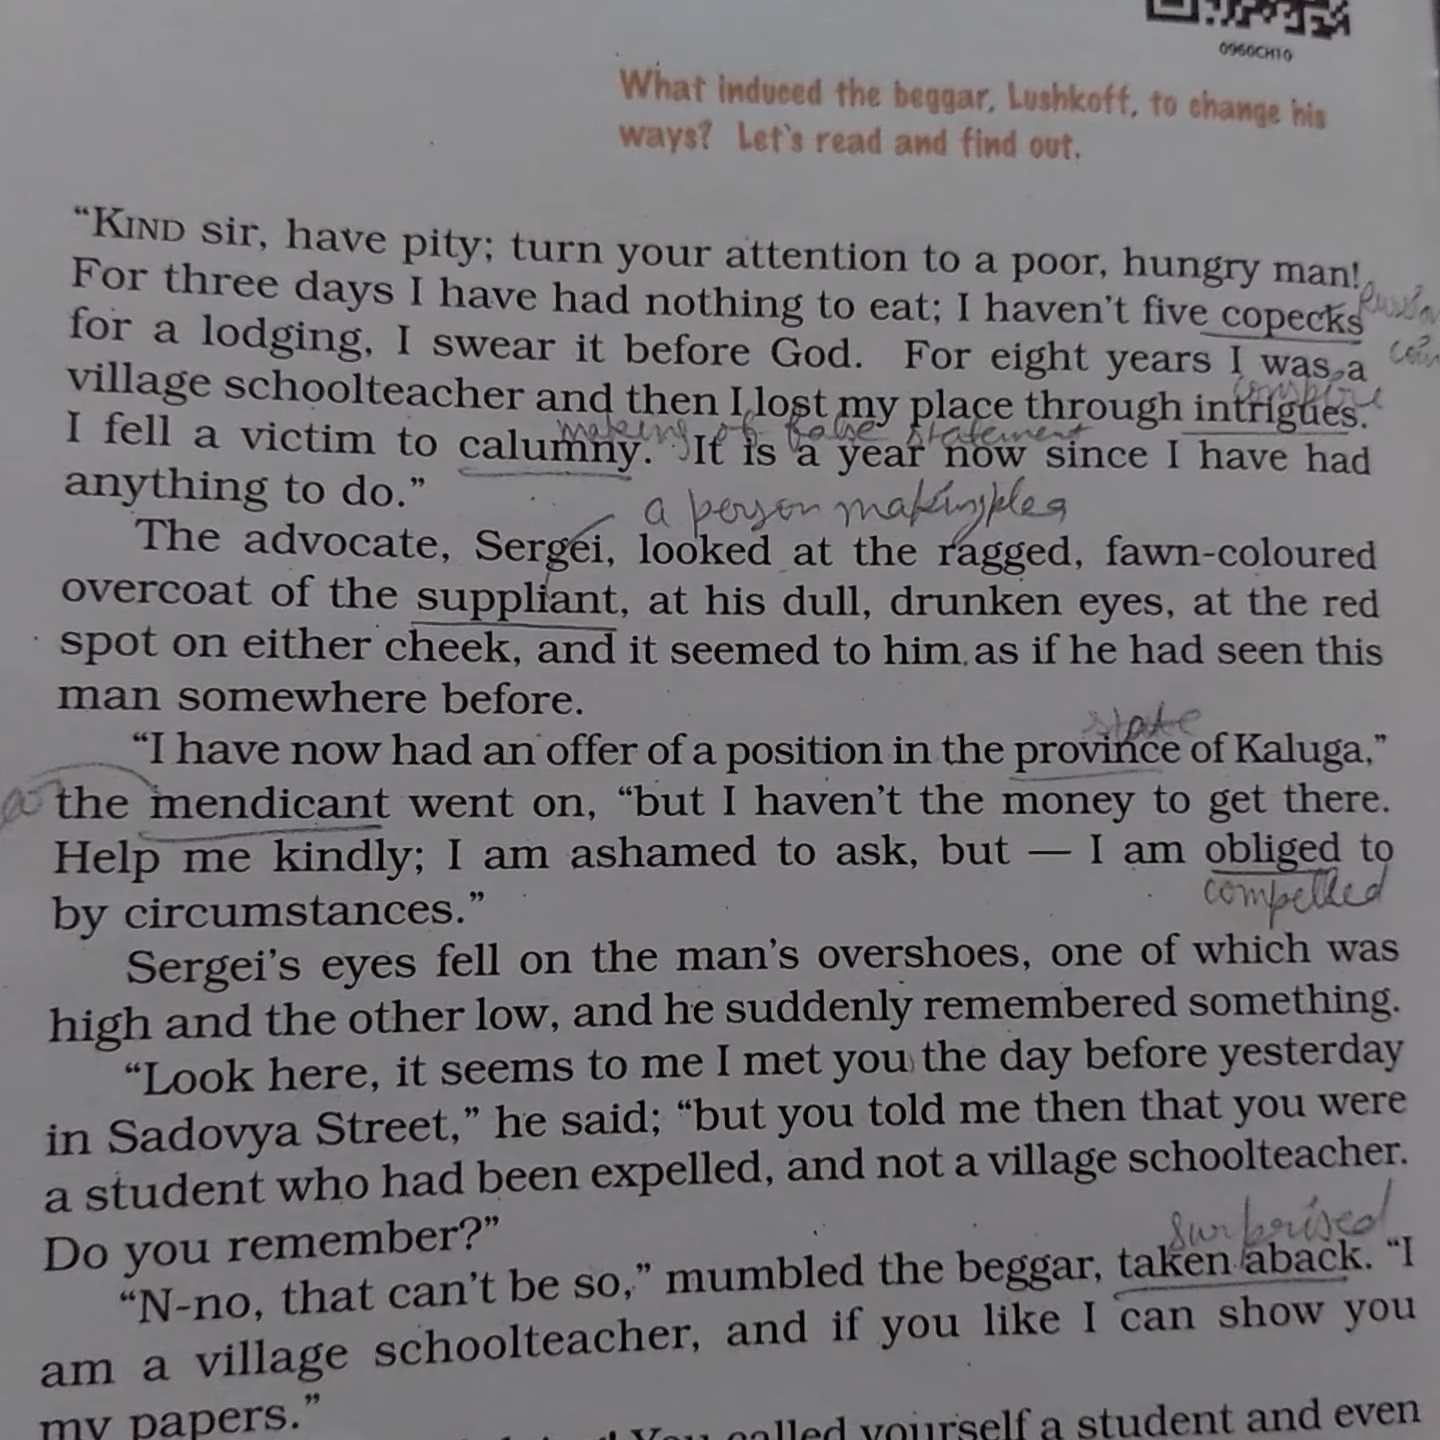 0960CH10
What induced the beggar, Lushkoff, to change his
ways? Let's read and find out.
“KIND sir, have pity; turn your attention to a poor, hungry man!
For three days I have had nothing to eat; I haven't five copecks
for a lodging, I swear it before God. For eight years I was a
village schoolteacher and then I lost my place through intrigues.
making of false statement
I fell a victim to calumny. It is a year now since I have had
anything to do.”
a person making plea
The advocate, Sergei, looked at the ragged, fawn-coloured
overcoat of the suppliant, at his dull, drunken eyes, at the red
spot on either cheek, and it seemed to him as if he had seen this
man somewhere before.
state
“I have now had an offer of a position in the province of Kaluga,”
the mendicant went on, “but I haven't the money to get there.
Help me kindly; I am ashamed to ask, but — I am obliged to
compelled
by circumstances.”
Sergei's eyes fell on the man's overshoes, one of which was
high and the other low, and he suddenly remembered something.
“Look here, it seems to me I met you the day before yesterday
in Sadovya Street,” he said; “but you told me then that you were
a student who had been expelled, and not a village schoolteacher.
Do you remember?”
surprised
“N-no, that can't be so,” mumbled the beggar, taken aback. “I
am a village schoolteacher, and if you like I can show you
my papers.”
You called yourself a student and even